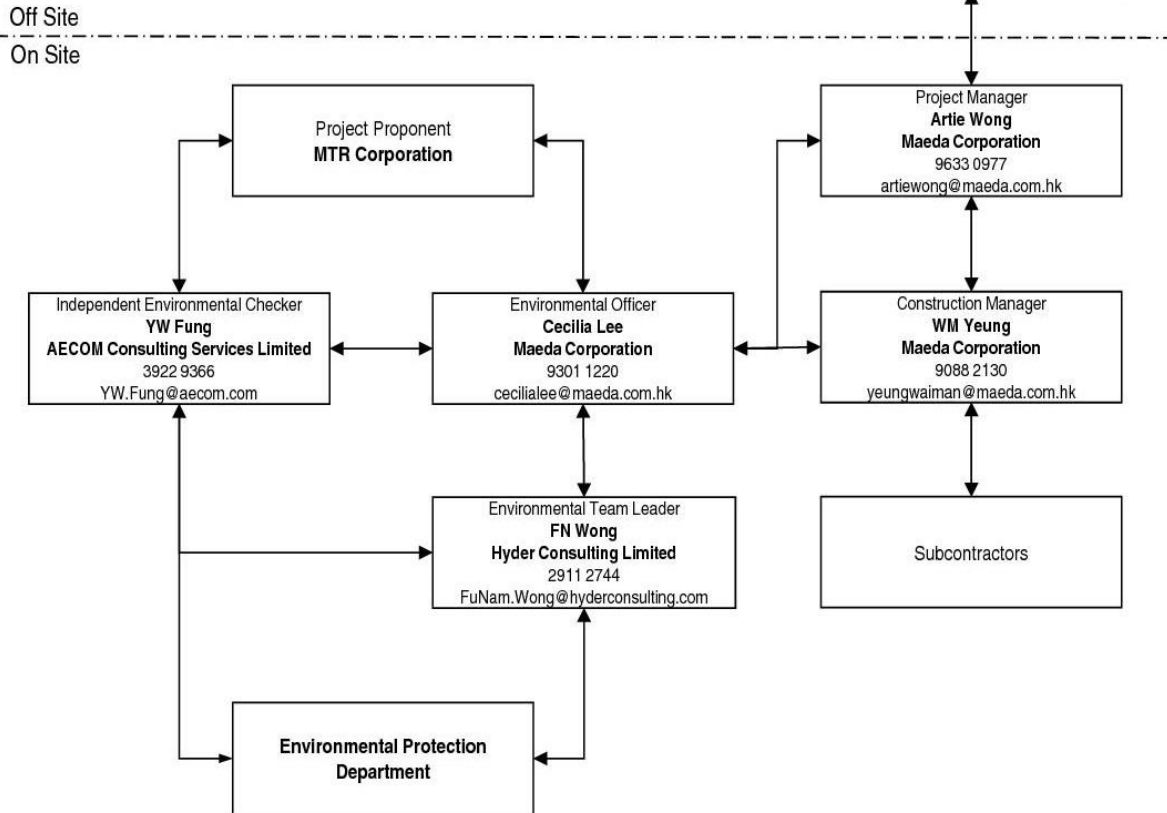 Off Site
On Site
Project Proponent
MTR Corporation
Project Manager
Artie Wong
Maeda Corporation
9633 0977
artiewong@maeda.com.hk
Independent Environmental Checker
YW Fung
AECOM Consulting Services Limited
3922 9366
YW.Fung@aecom.com
Environmental Officer
Cecilia Lee
Maeda Corporation
9301 1220
cecilialee@maeda.com.hk
Construction Manager
WM Yeung
Maeda Corporation
9088 2130
yeungwaiman@maeda.com.hk
Environmental Team Leader
FN Wong
Hyder Consulting Limited
2911 2744
FuNam.Wong@hyderconsulting.com
Subcontractors
Environmental Protection
Department